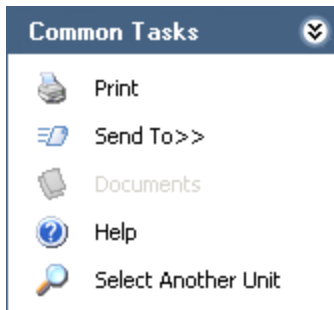 Common Tasks
Print
Send To>>
Documents
Help
Select Another Unit